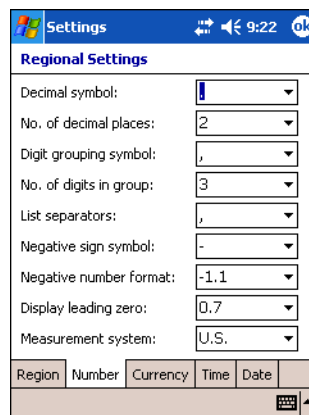 Settings 9:22 ok
Regional Settings
Decimal symbol: .
No. of decimal places: 2
Digit grouping symbol: ,
No. of digits in group: 3
List separators: ,
Negative sign symbol: -
Negative number format: -1.1
Display leading zero: 0.7
Measurement system: U.S.
Region Number Currency Time Date